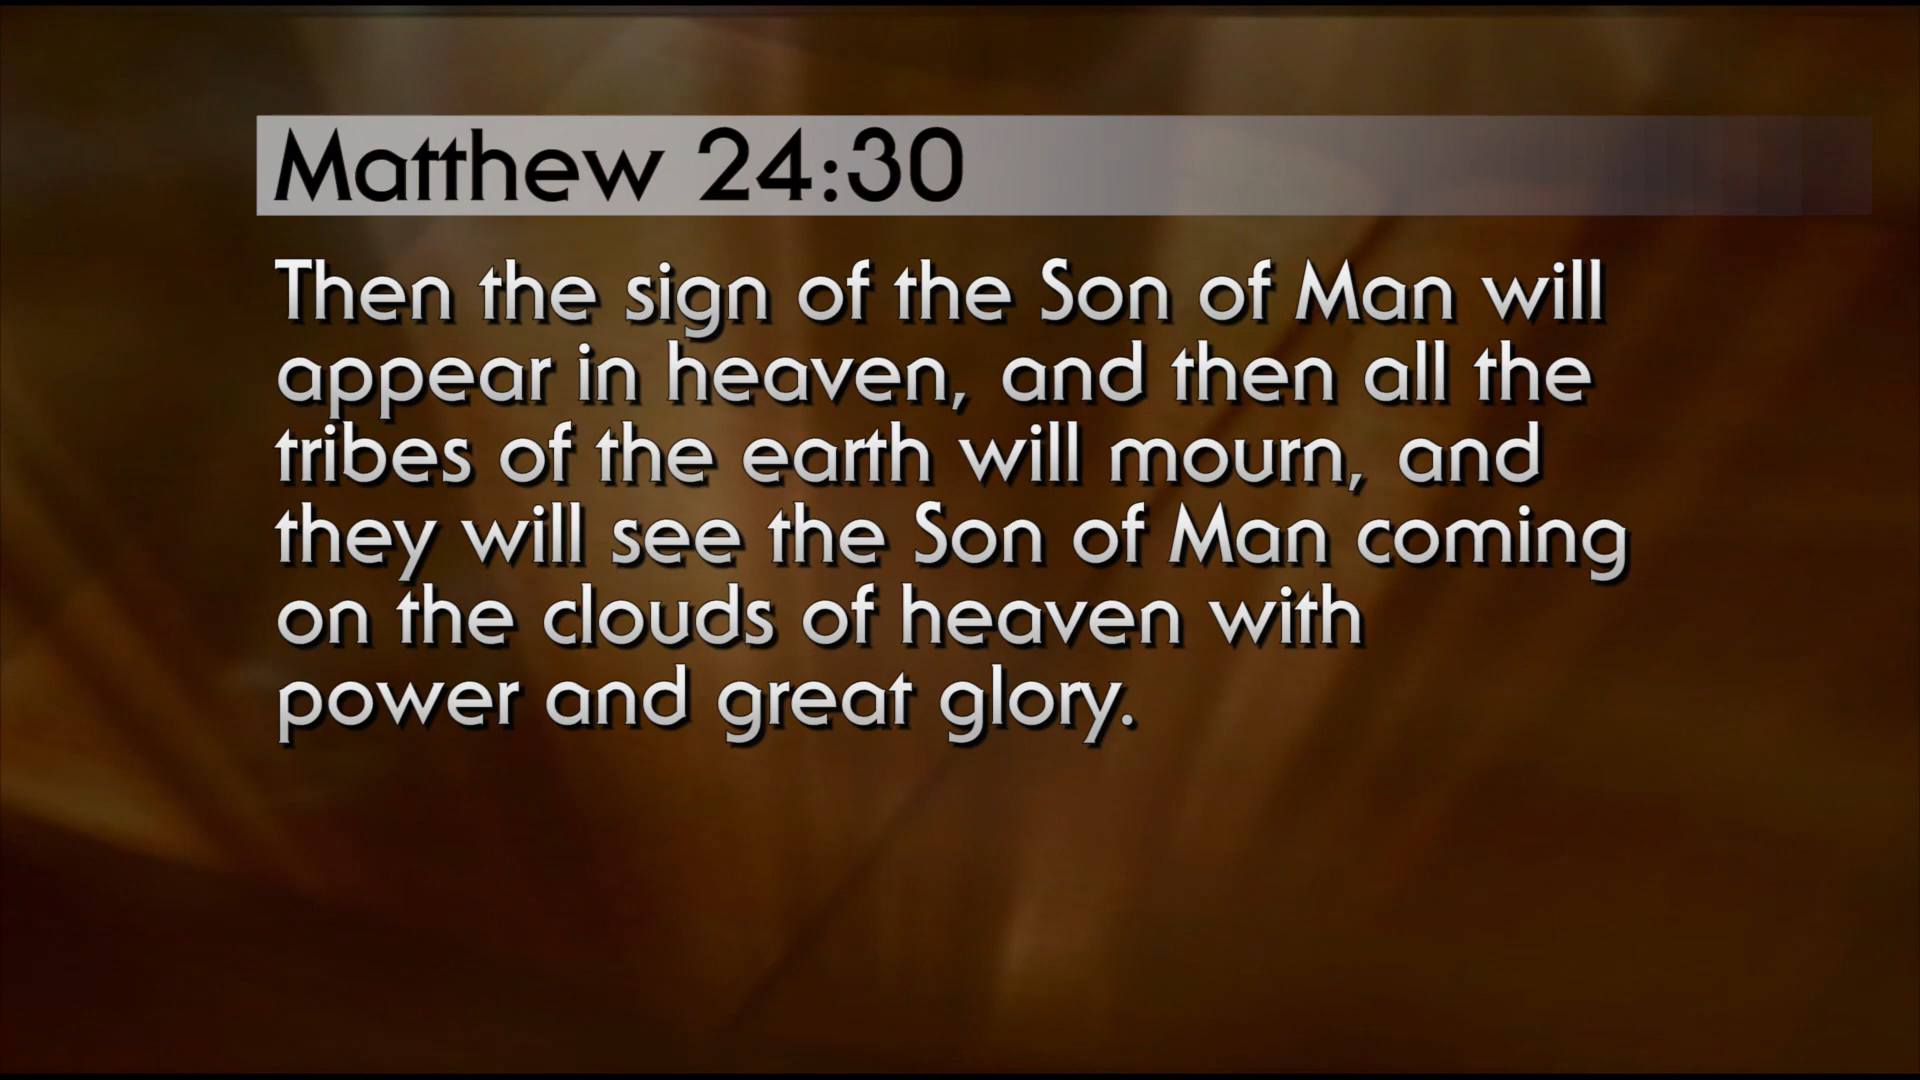 Matthew 24:30
Then the sign of the Son of Man will
appear in heaven, and then all the
tribes of the earth will mourn, and
they will see the Son of Man coming
on the clouds of heaven with
power and great glory.